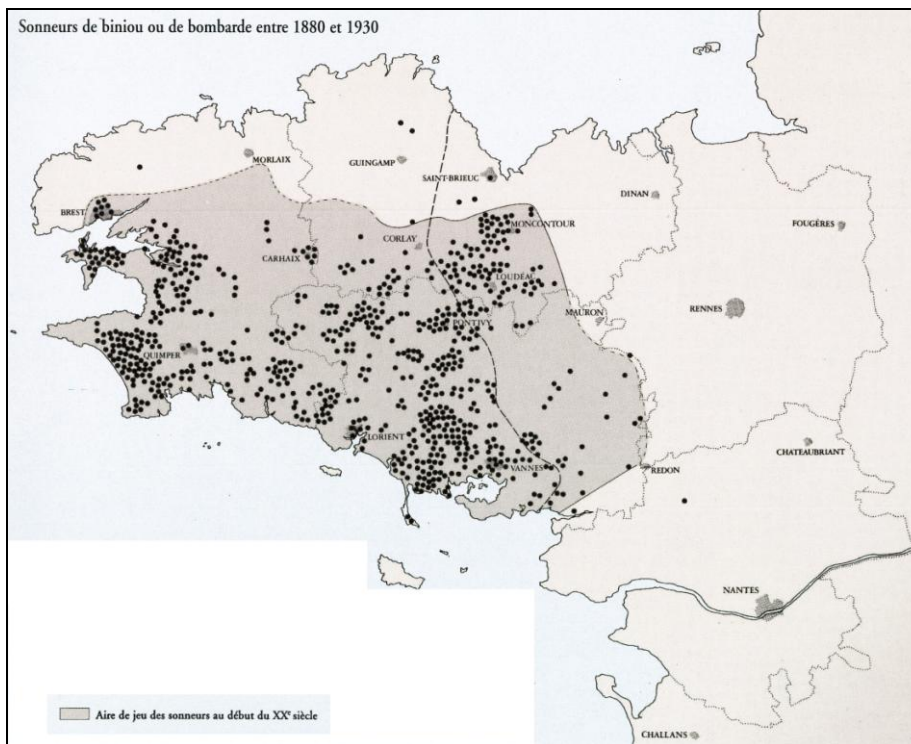 Sonneurs de biniou ou de bombarde entre 1880 et 1930
MORLAIX
GUINGAMP
SAINT-BRIEUC
DINAN
BREST
FOUGÈRES
MONCONTOUR
CORLAY
CARHAIX
LOUDÉAC
RENNES
MAURON
PONTIVY
QUIMPER
LORIENT
CHATEAUBRIANT
VANNES
REDON
NANTES
Aire de jeu des sonneurs au début du XXe siècle
CHALLANS